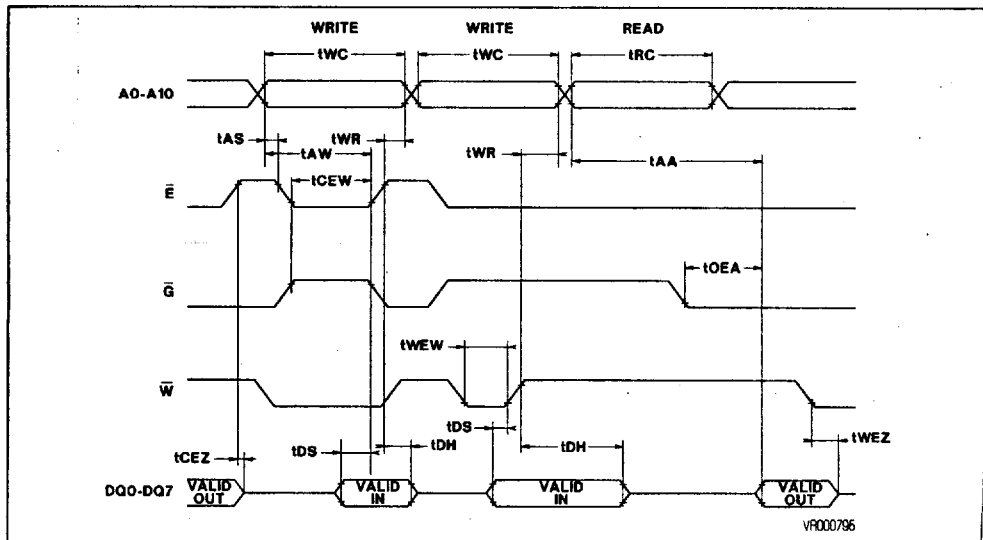 WRITE WRITE READ
tWC tWC tRC
A0-A10
tAS tWR
tAW tWR tAA
tCEW
E̅
tOEA
G̅
tWEW
W̅
tDS
tDS tDH tDH tWEZ
tCEZ
DQ0-DQ7 VALID OUT VALID IN VALID IN VALID OUT
VR000796